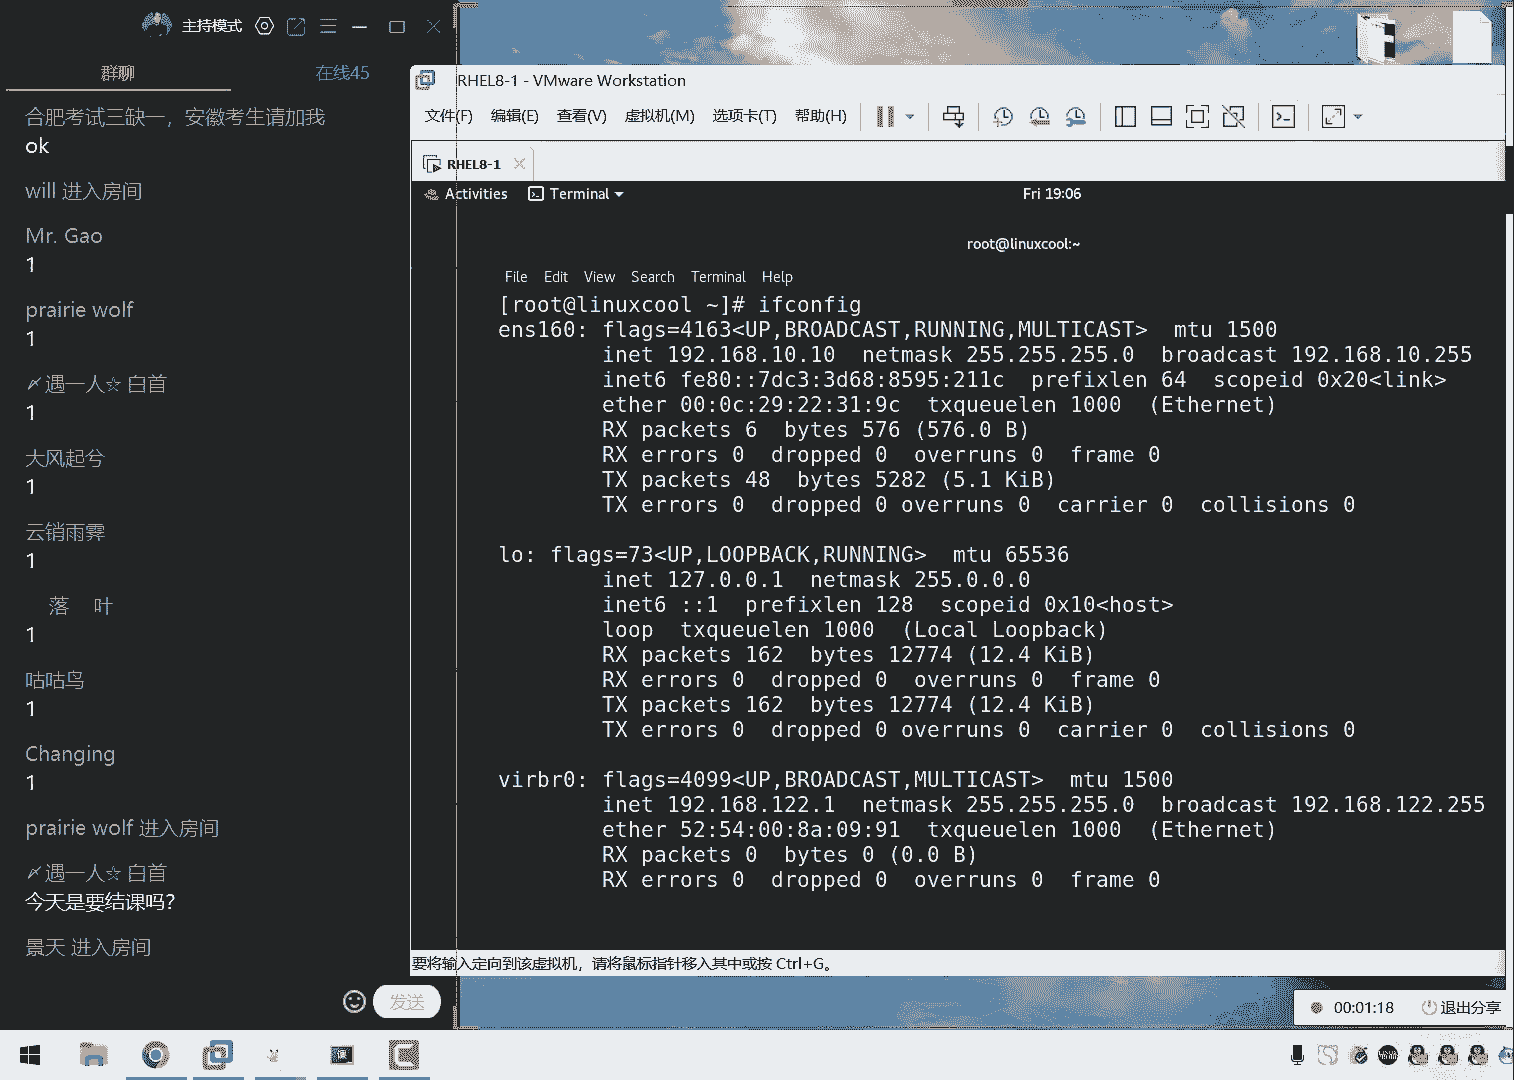 主持模式
群聊
在线45
合肥考试三缺一，安徽考生请加我
ok
will 进入房间
Mr. Gao
1
prairie wolf
1
〆遇一人☆ 白首
1
大风起兮
1
云销雨霁
1
落 叶
1
咕咕鸟
1
Changing
1
prairie wolf 进入房间
〆遇一人☆ 白首
今天是要结课吗？
景天 进入房间
发送
RHEL8-1 - VMware Workstation
文件(F) 编辑(E) 查看(V) 虚拟机(M) 选项卡(T) 帮助(H)
RHEL8-1
Activities Terminal Fri 19:06
root@linuxcool:~
File Edit View Search Terminal Help
[root@linuxcool ~]# ifconfig
ens160: flags=4163<UP,BROADCAST,RUNNING,MULTICAST>  mtu 1500
inet 192.168.10.10  netmask 255.255.255.0  broadcast 192.168.10.255
inet6 fe80::7dc3:3d68:8595:211c  prefixlen 64  scopeid 0x20<link>
ether 00:0c:29:22:31:9c  txqueuelen 1000  (Ethernet)
RX packets 6  bytes 576 (576.0 B)
RX errors 0  dropped 0  overruns 0  frame 0
TX packets 48  bytes 5282 (5.1 KiB)
TX errors 0  dropped 0 overruns 0  carrier 0  collisions 0
lo: flags=73<UP,LOOPBACK,RUNNING>  mtu 65536
inet 127.0.0.1  netmask 255.0.0.0
inet6 ::1  prefixlen 128  scopeid 0x10<host>
loop  txqueuelen 1000  (Local Loopback)
RX packets 162  bytes 12774 (12.4 KiB)
RX errors 0  dropped 0  overruns 0  frame 0
TX packets 162  bytes 12774 (12.4 KiB)
TX errors 0  dropped 0 overruns 0  carrier 0  collisions 0
virbr0: flags=4099<UP,BROADCAST,MULTICAST>  mtu 1500
inet 192.168.122.1  netmask 255.255.255.0  broadcast 192.168.122.255
ether 52:54:00:8a:09:91  txqueuelen 1000  (Ethernet)
RX packets 0  bytes 0 (0.0 B)
RX errors 0  dropped 0  overruns 0  frame 0
要将输入定向到该虚拟机，请将鼠标指针移入其中或按 Ctrl+G。
00:01:18 退出分享